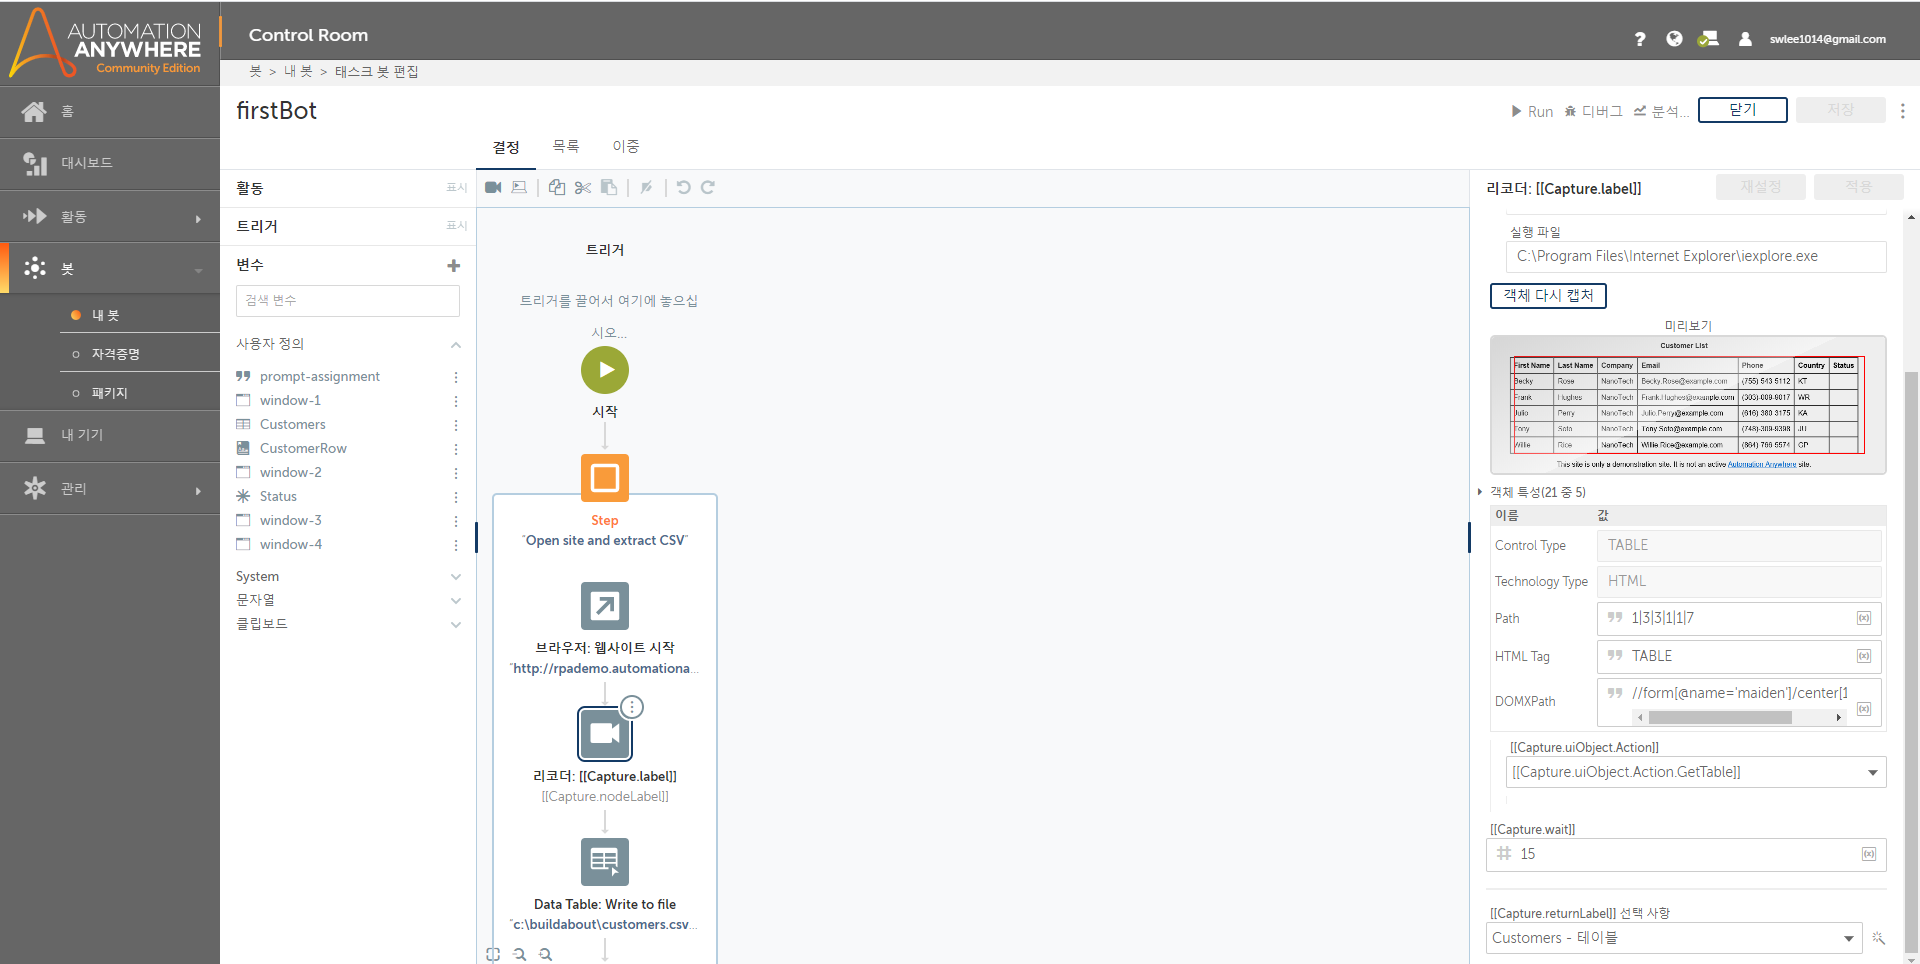 AUTOMATION
ANYWHERE
Community Edition
Control Room
? swlee1014@gmail.com
봇 > 내 봇 > 태스크 봇 편집
홈
대시보드
활동
봇
내 봇
자격증명
패키지
내 기기
관리
firstBot
Run 디버그 분석... 닫기 저장
결정 목록 이중
활동 표시
트리거 표시
변수
검색 변수
사용자 정의
prompt-assignment
window-1
Customers
CustomerRow
window-2
Status
window-3
window-4
System
문자열
클립보드
트리거
트리거를 끌어서 여기에 놓으십
시오...
시작
Step
"Open site and extract CSV"
브라우저: 웹사이트 시작
"http://rpademo.automationa...
리코더: [[Capture.label]]
[[Capture.nodeLabel]]
Data Table: Write to file
"c:\buildabout\customers.csv...
리코더: [[Capture.label]] 재설정 적용
실행 파일
C:\Program Files\Internet Explorer\iexplore.exe
객체 다시 캡처
미리보기
Customer List
First Name Last Name Company Email Phone Country Status
Becky Rose NanoTech Becky.Rose@example.com (755) 543-5112 KT
Frank Hughes NanoTech Frank.Hughes@example.com (303)-009-9017 WR
Julio Perry NanoTech Julio.Perry@example.com (616) 380 3175 KA
Tony Soto NanoTech Tony Soto@example.com (748)-309-9398 JU
Willie Rice NanoTech Willie Rice@example.com (864) 766 5574 CP
This site is only a demonstration site. It is not an active Automation Anywhere site.
객체 특성(21 중 5)
이름 값
Control Type TABLE
Technology Type HTML
Path 1|3|3|1|1|7
HTML Tag TABLE
DOMXPath //form[@name='maiden']/center[1
[[Capture.uiObject.Action]]
[[Capture.uiObject.Action.GetTable]]
[[Capture.wait]]
15
[[Capture.returnLabel]] 선택 사항
Customers - 테이블